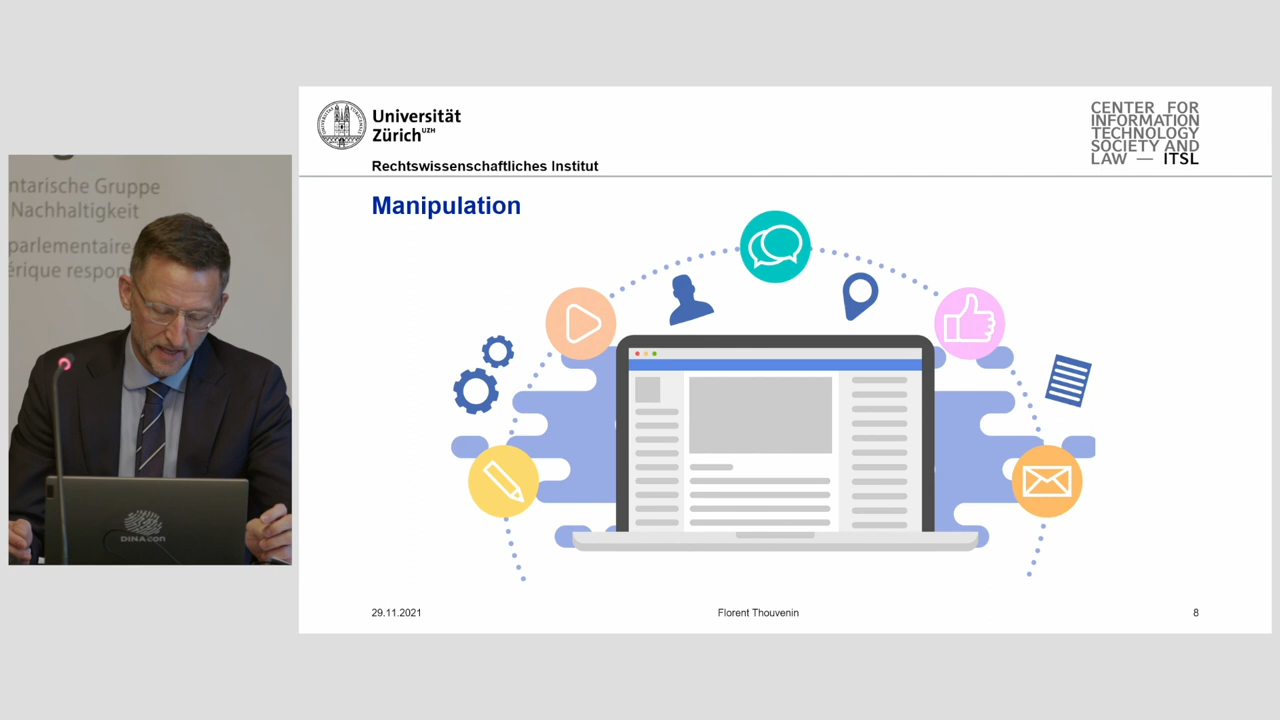 ntarische Gruppe
Nachhaltigkeit
parlementaire
érique respon
DINAcon
Universität
Zürich UZH
Rechtswissenschaftliches Institut
CENTER FOR
INFORMATION
TECHNOLOGY
SOCIETY AND
LAW — ITSL
Manipulation
29.11.2021
Florent Thouvenin
8